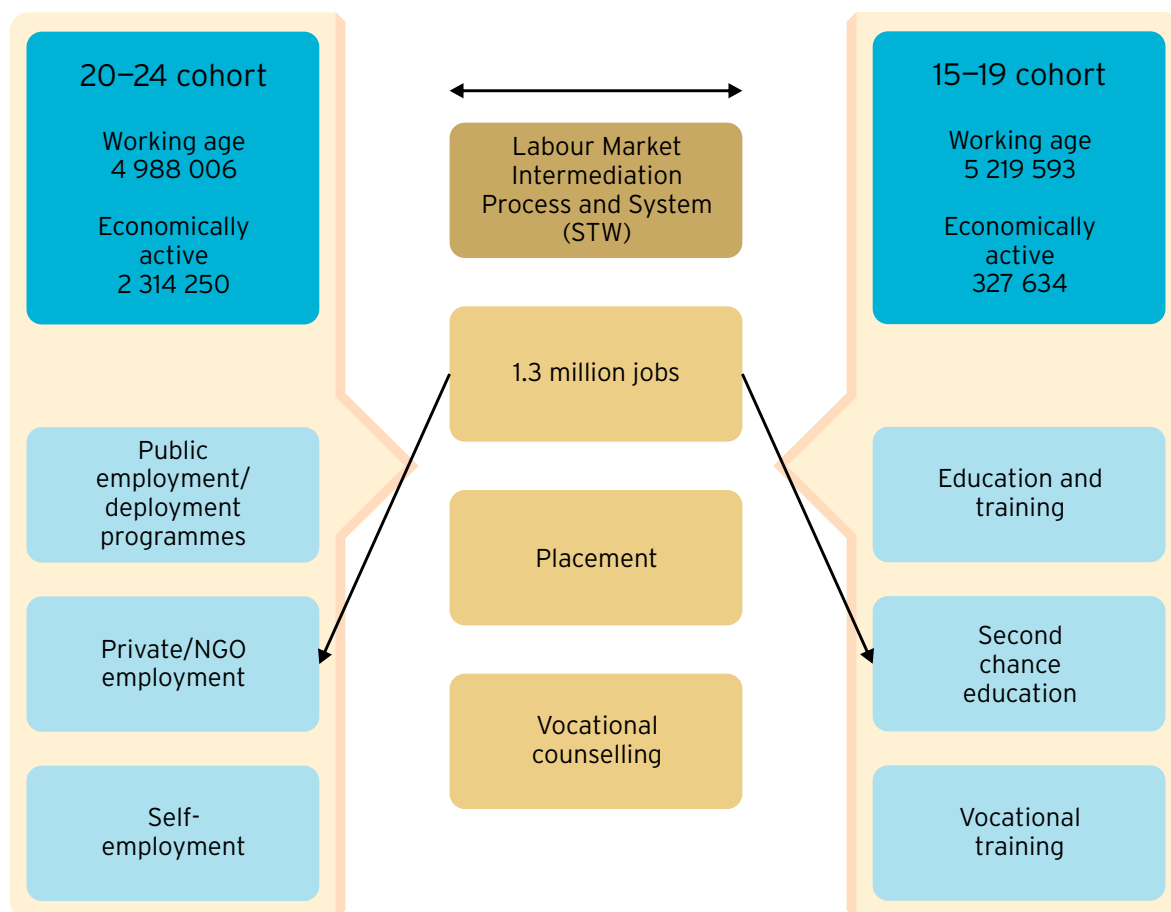 20–24 cohort
Working age
4 988 006
Economically
active
2 314 250
Public
employment/
deployment
programmes
Private/NGO
employment
Self-
employment
Labour Market
Intermediation
Process and System
(STW)
1.3 million jobs
Placement
Vocational
counselling
15–19 cohort
Working age
5 219 593
Economically
active
327 634
Education and
training
Second
chance
education
Vocational
training